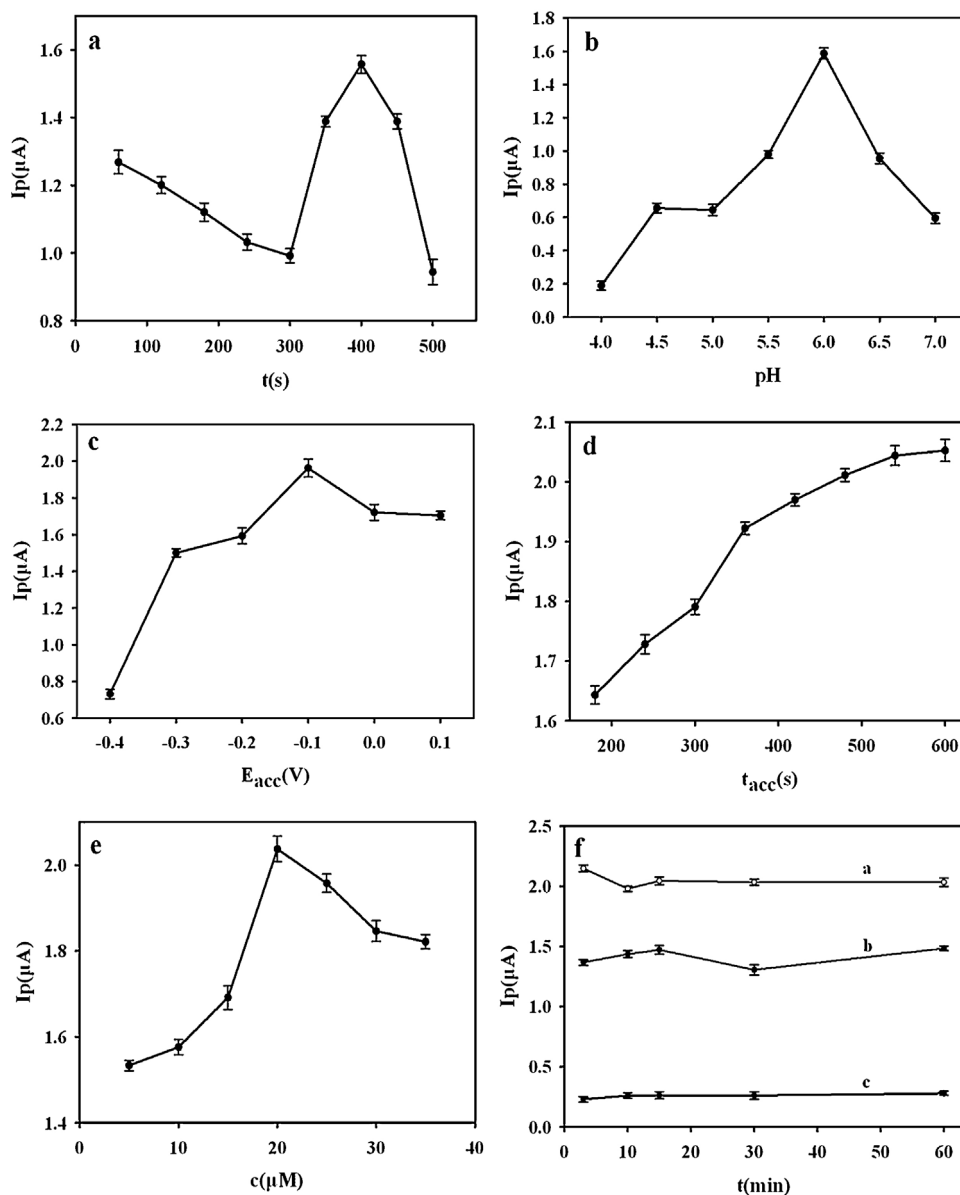 a
Ip(µA)
1.6
1.4
1.2
1.0
0.8
0 100 200 300 400 500
t(s)
b
Ip(µA)
1.8
1.6
1.4
1.2
1.0
0.8
0.6
0.4
0.2
0.0
4.0 4.5 5.0 5.5 6.0 6.5 7.0
pH
c
Ip(µA)
2.2
2.0
1.8
1.6
1.4
1.2
1.0
0.8
0.6
-0.4 -0.3 -0.2 -0.1 0.0 0.1
Eacc(V)
d
Ip(µA)
2.1
2.0
1.9
1.8
1.7
1.6
200 300 400 500 600
tacc(s)
e
Ip(µA)
2.0
1.8
1.6
1.4
0 10 20 30 40
c(µM)
f
Ip(µA)
2.5
2.0
1.5
1.0
0.5
0.0
a
b
c
0 10 20 30 40 50 60
t(min)